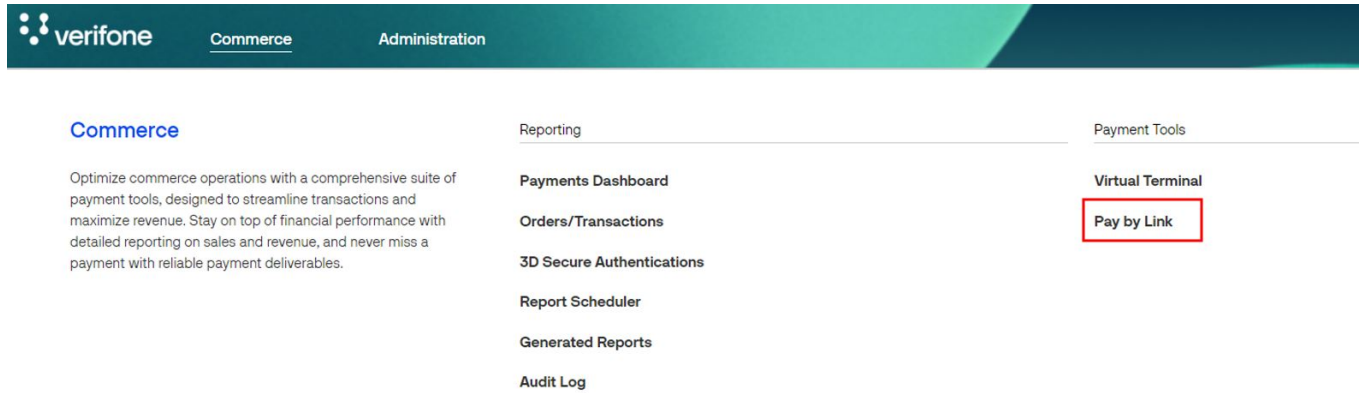 verifone
Commerce
Administration
Commerce
Optimize commerce operations with a comprehensive suite of
payment tools, designed to streamline transactions and
maximize revenue. Stay on top of financial performance with
detailed reporting on sales and revenue, and never miss a
payment with reliable payment deliverables.
Reporting
Payments Dashboard
Orders/Transactions
3D Secure Authentications
Report Scheduler
Generated Reports
Audit Log
Payment Tools
Virtual Terminal
Pay by Link